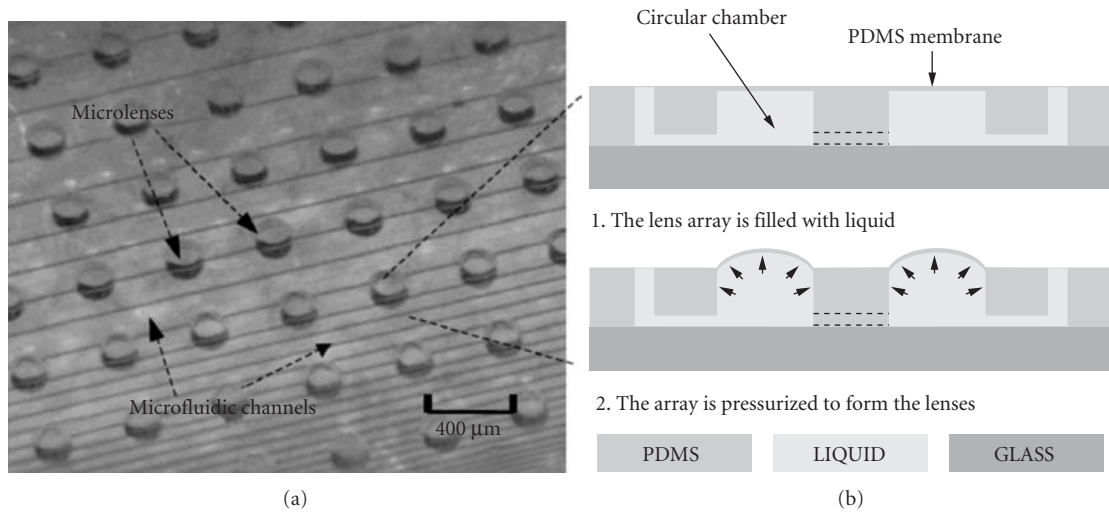 Circular chamber
PDMS membrane
Microlenses
1. The lens array is filled with liquid
Microfluidic channels
400 μm
2. The array is pressurized to form the lenses
PDMS
LIQUID
GLASS
(a)
(b)